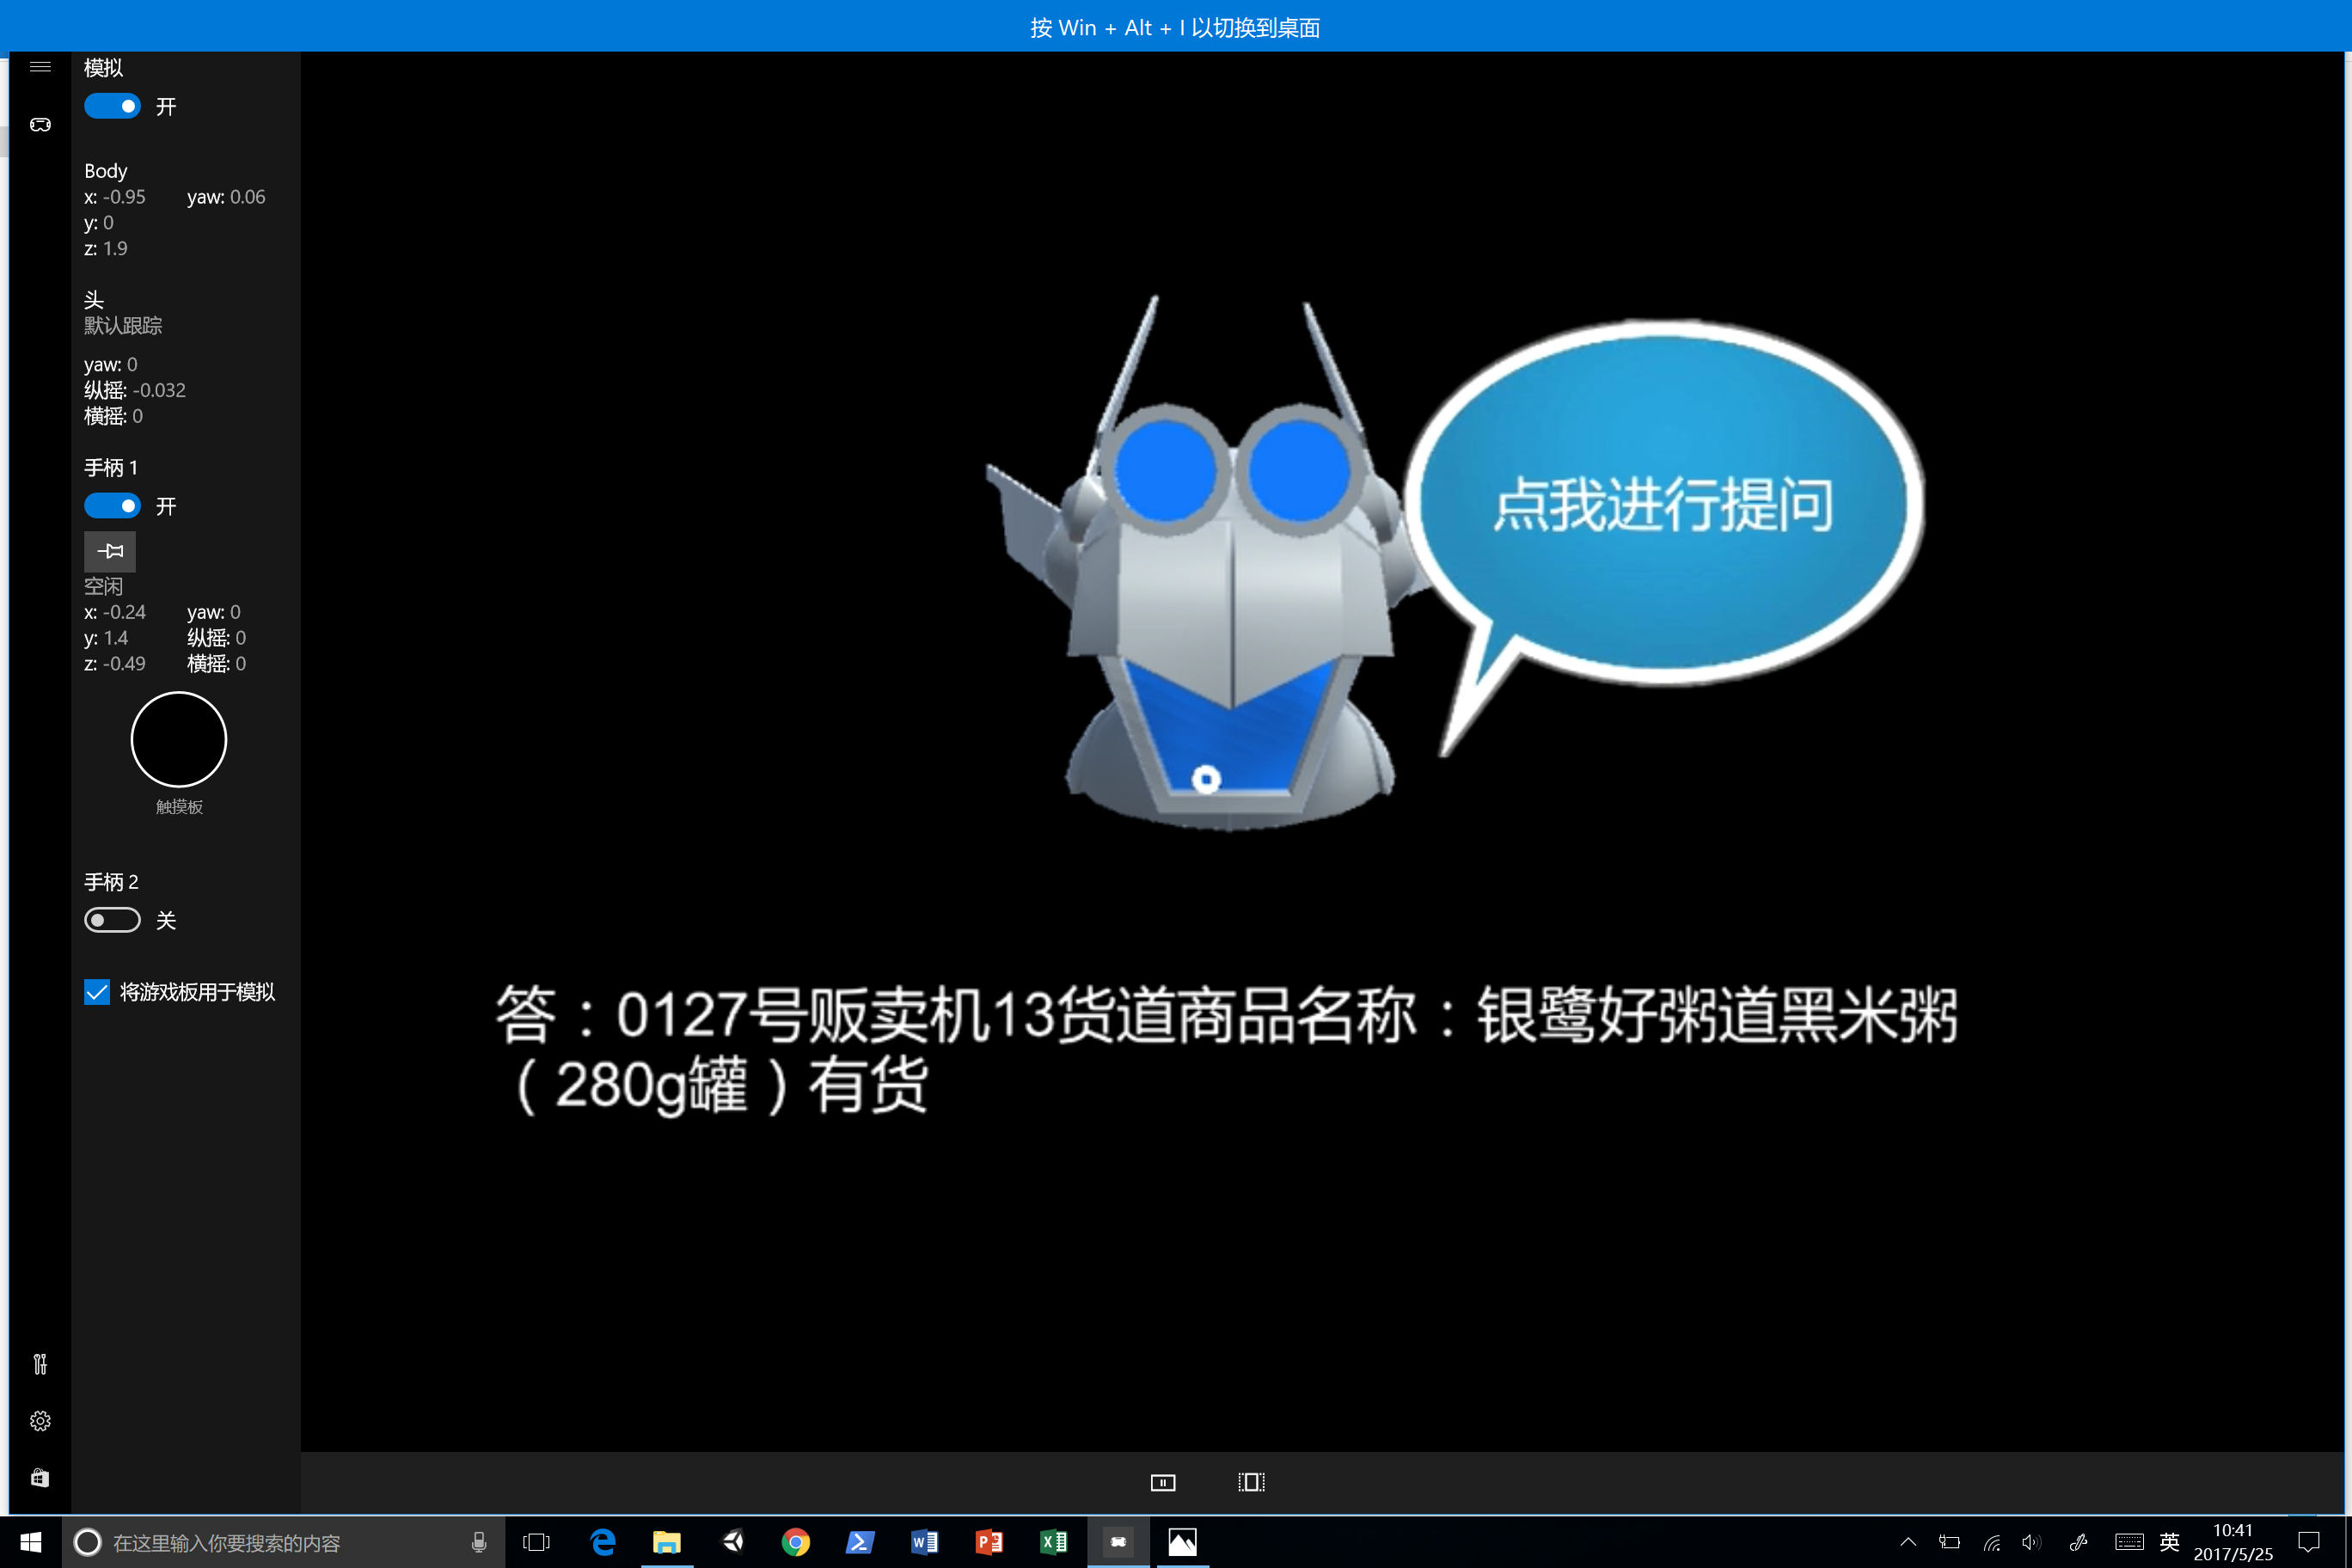 按 Win + Alt + I 以切换到桌面
模拟
开
Body
x: -0.95 yaw: 0.06
y: 0
z: 1.9
头
默认跟踪
yaw: 0
纵摇: -0.032
横摇: 0
手柄 1
开
空闲
x: -0.24 yaw: 0
y: 1.4 纵摇: 0
z: -0.49 横摇: 0
触摸板
手柄 2
关
将游戏板用于模拟
点我进行提问
答：0127号贩卖机13货道商品名称：银鹭好粥道黑米粥
（280g罐）有货
在这里输入你要搜索的内容
英
10:41
2017/5/25